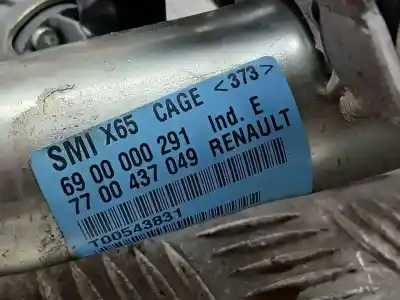 SMI X65 CAGE <373>
69 00 000 291 Ind. E
77 00 437 049 RENAULT
T00543831